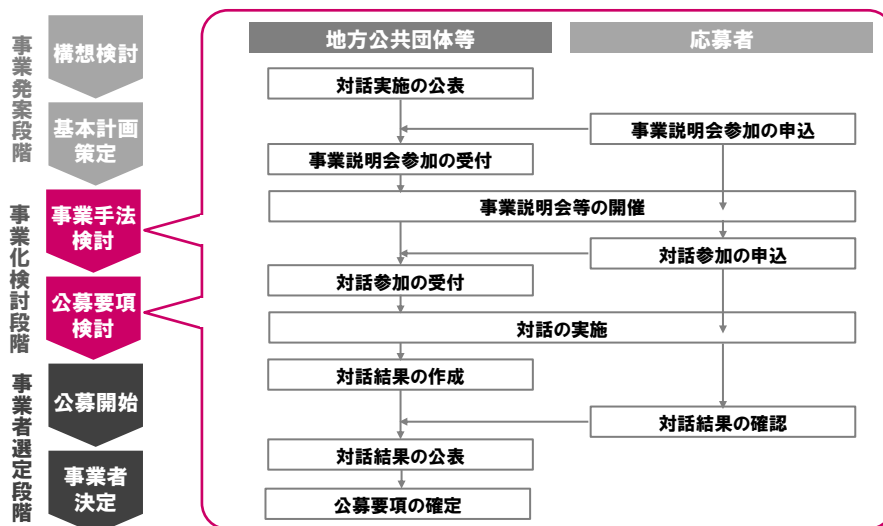 事業発案段階
構想検討
基本計画
策定
事業化検討段階
事業手法
検討
公募要項
検討
事業者選定段階
公募開始
事業者
決定
地方公共団体等
応募者
対話実施の公表
事業説明会参加の申込
事業説明会参加の受付
事業説明会等の開催
対話参加の申込
対話参加の受付
対話の実施
対話結果の作成
対話結果の確認
対話結果の公表
公募要項の確定